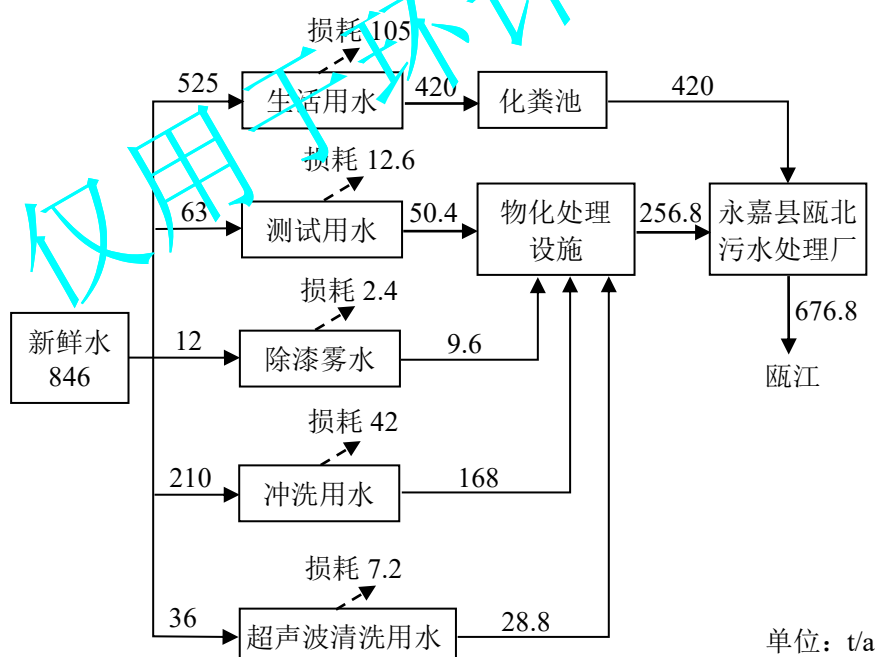 仅用于环
损耗 105
525
生活用水
420
化粪池
420
损耗 12.6
63
测试用水
50.4
物化处理
设施
256.8
永嘉县瓯北
污水处理厂
676.8
瓯江
损耗 2.4
新鲜水
846
12
除漆雾水
9.6
损耗 42
210
冲洗用水
168
损耗 7.2
36
超声波清洗用水
28.8
单位：t/a